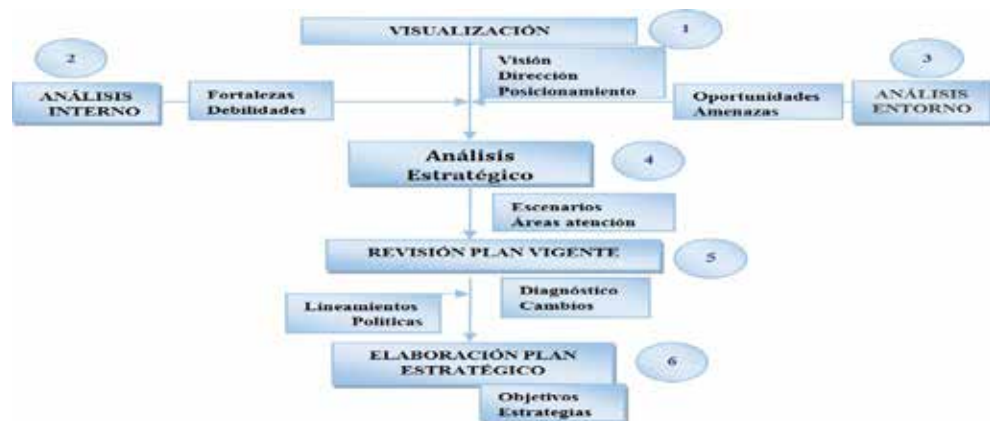 VISUALIZACIÓN
1
Visión
Dirección
Posicionamiento
2
ANÁLISIS
INTERNO
Fortalezas
Debilidades
3
ANÁLISIS
ENTORNO
Oportunidades
Amenazas
Análisis
Estratégico
4
Escenarios
Áreas atención
REVISIÓN PLAN VIGENTE
5
Diagnóstico
Cambios
Lineamientos
Políticas
ELABORACIÓN PLAN
ESTRATÉGICO
6
Objetivos
Estrategias